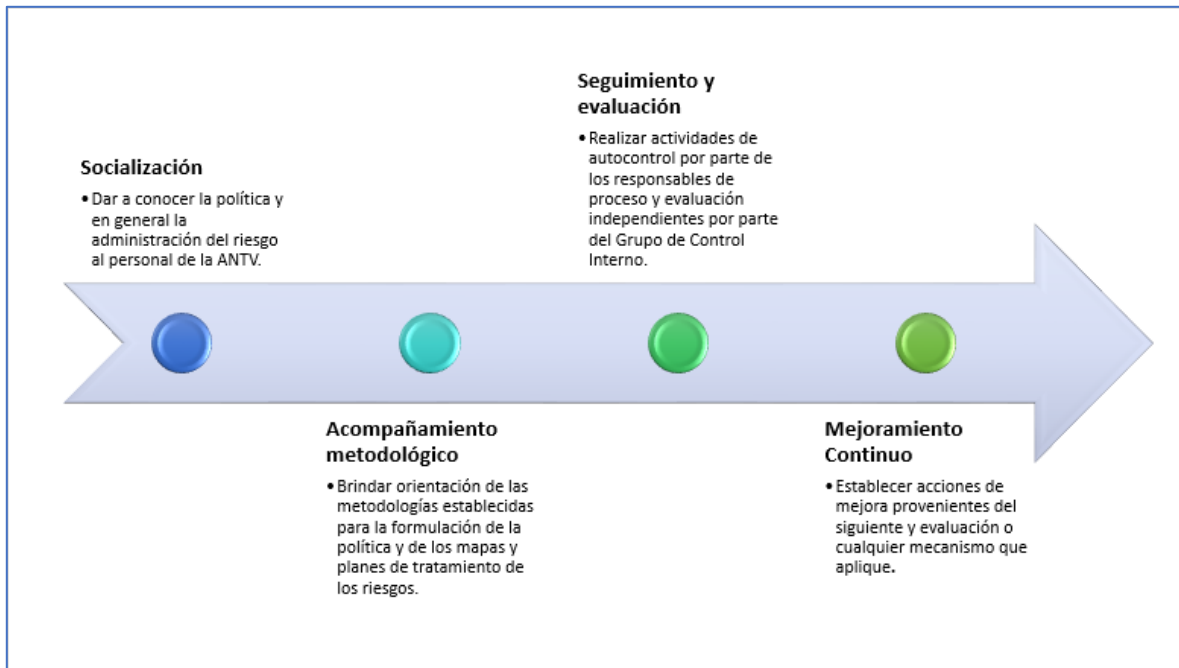 Socialización
• Dar a conocer la política y
en general la
administración del riesgo
al personal de la ANTV.
Acompañamiento
metodológico
• Brindar orientación de las
metodologías establecidas
para la formulación de la
política y de los mapas y
planes de tratamiento de
los riesgos.
Seguimiento y
evaluación
• Realizar actividades de
autocontrol por parte de
los responsables de
proceso y evaluación
independientes por parte
del Grupo de Control
Interno.
Mejoramiento
Continuo
• Establecer acciones de
mejora provenientes del
siguiente y evaluación o
cualquier mecanismo que
aplique.